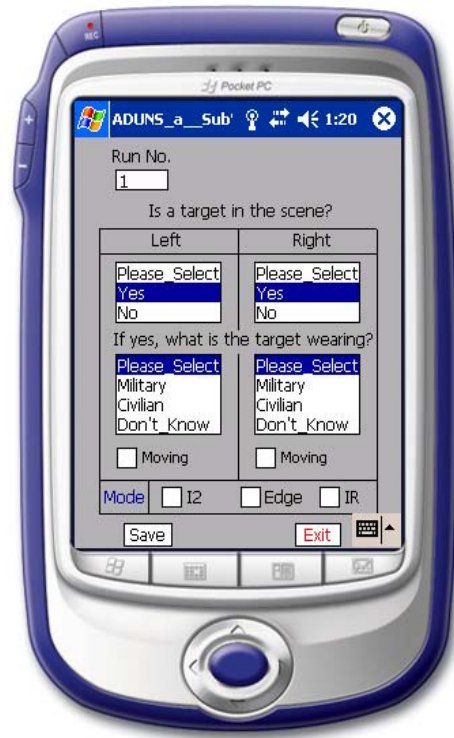 REC
Pocket PC
ADUNS_a__Sub' 1:20
Run No.
1
Is a target in the scene?
Left Right
Please_Select Please_Select
Yes Yes
No No
If yes, what is the target wearing?
Please_Select Please_Select
Military Military
Civilian Civilian
Don't_Know Don't_Know
Moving Moving
Mode I2 Edge IR
Save Exit